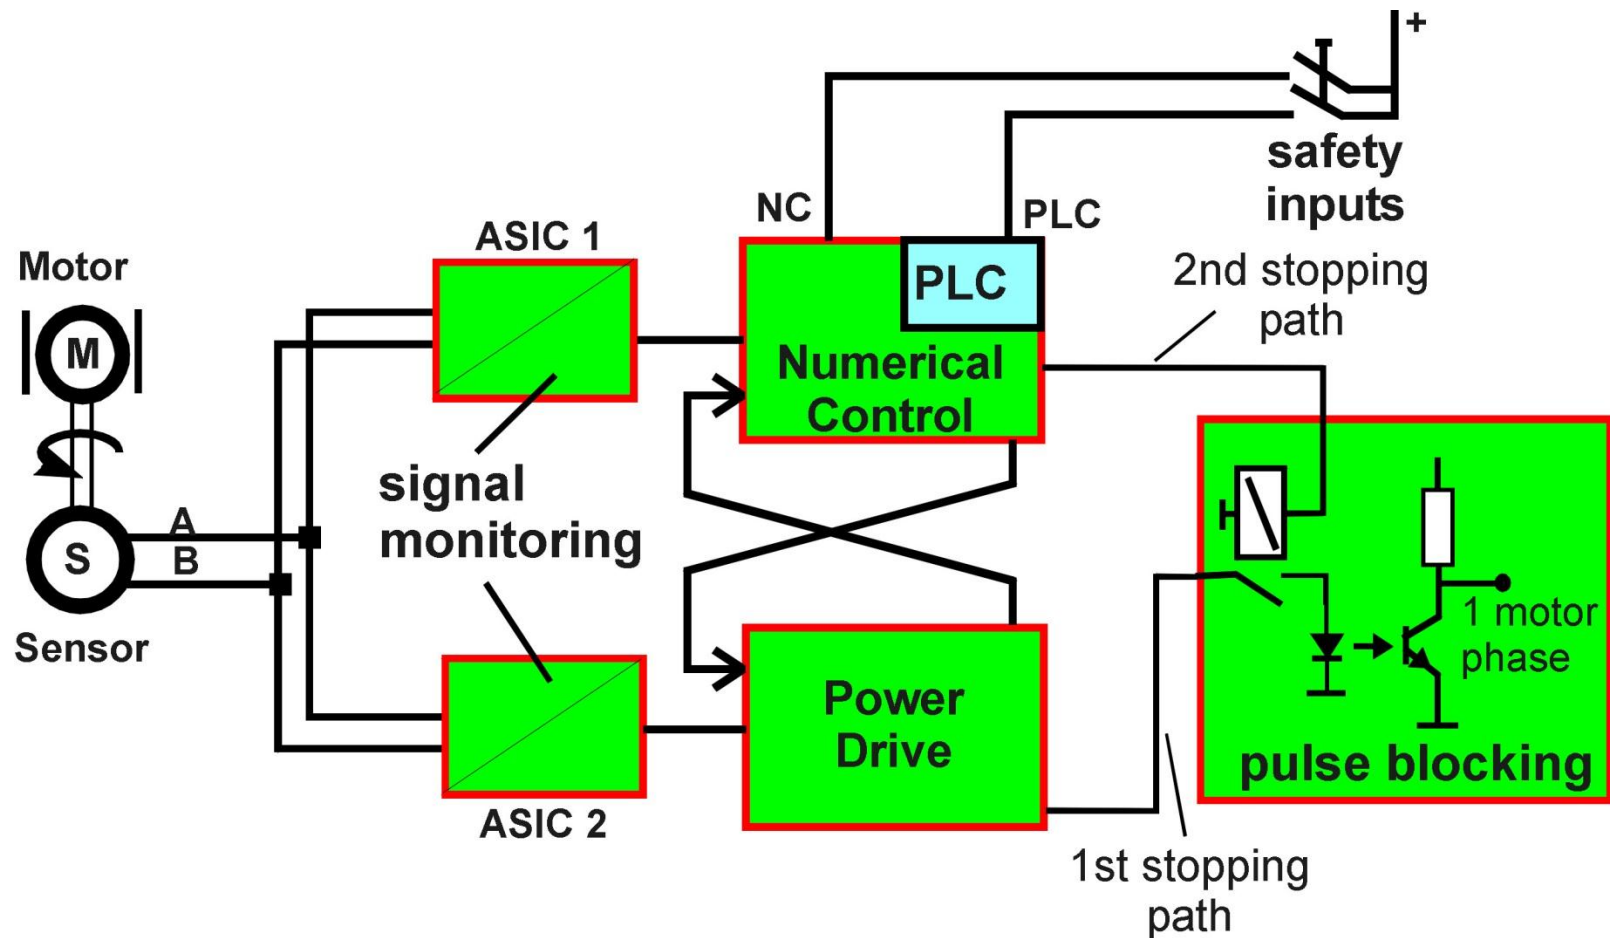 +
safety
inputs
NC
PLC
ASIC 1
Motor
M
PLC
2nd stopping
path
Numerical
Control
signal
monitoring
A
B
S
Sensor
1 motor
phase
Power
Drive
pulse blocking
ASIC 2
1st stopping
path